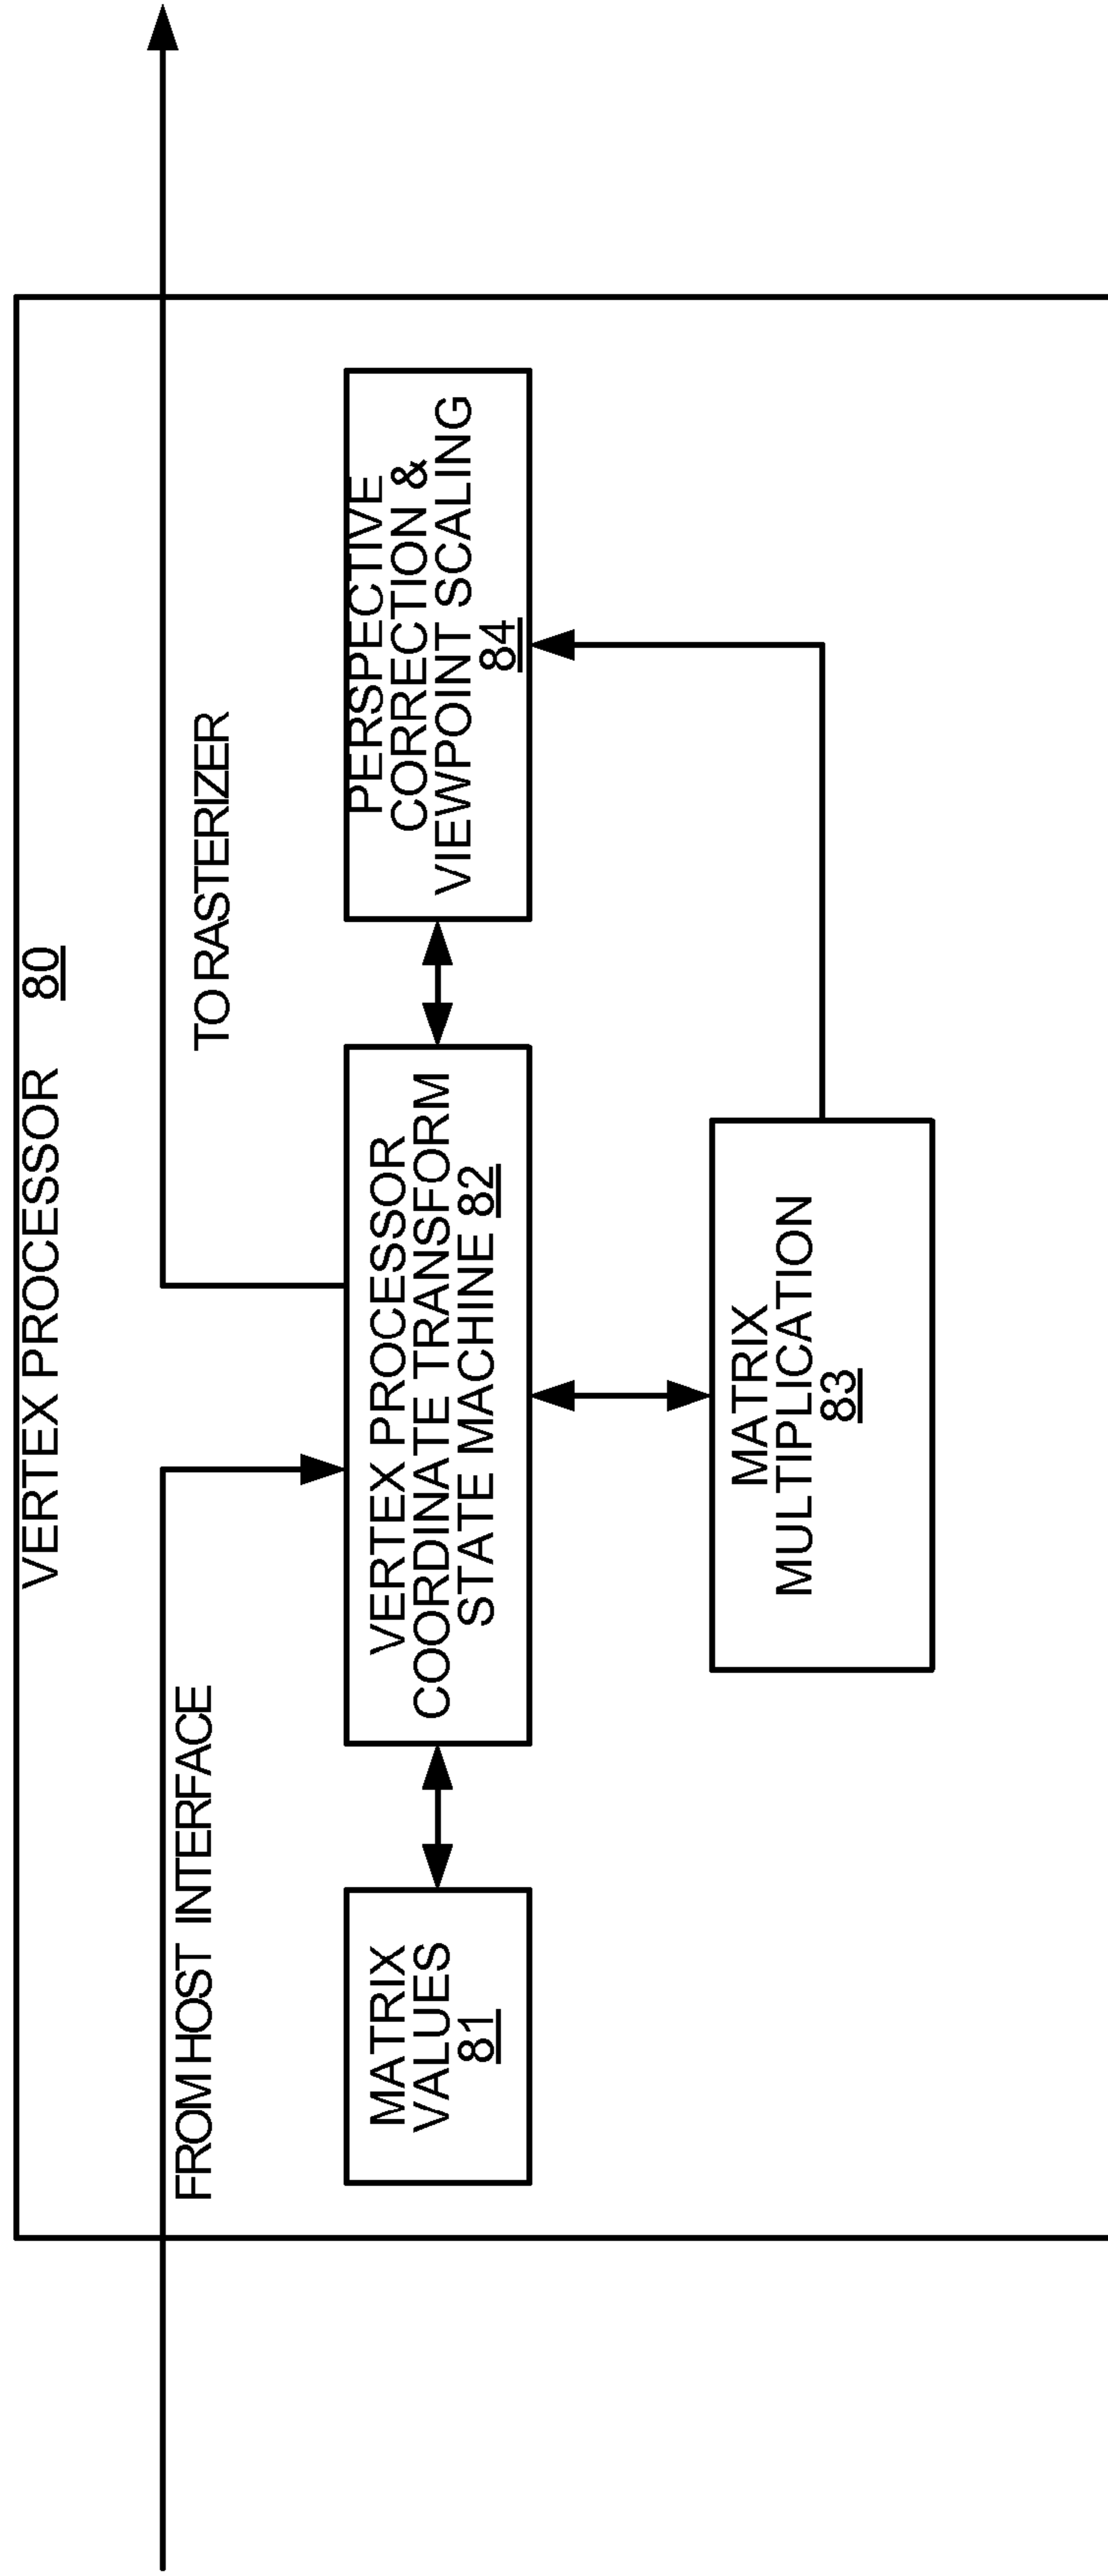 VERTEX PROCESSOR 80
FROM HOST INTERFACE
TO RASTERIZER
MATRIX
VALUES
81
VERTEX PROCESSOR
COORDINATE TRANSFORM
STATE MACHINE 82
PERSPECTIVE
CORRECTION &
VIEWPOINT SCALING
84
MATRIX
MULTIPLICATION
83